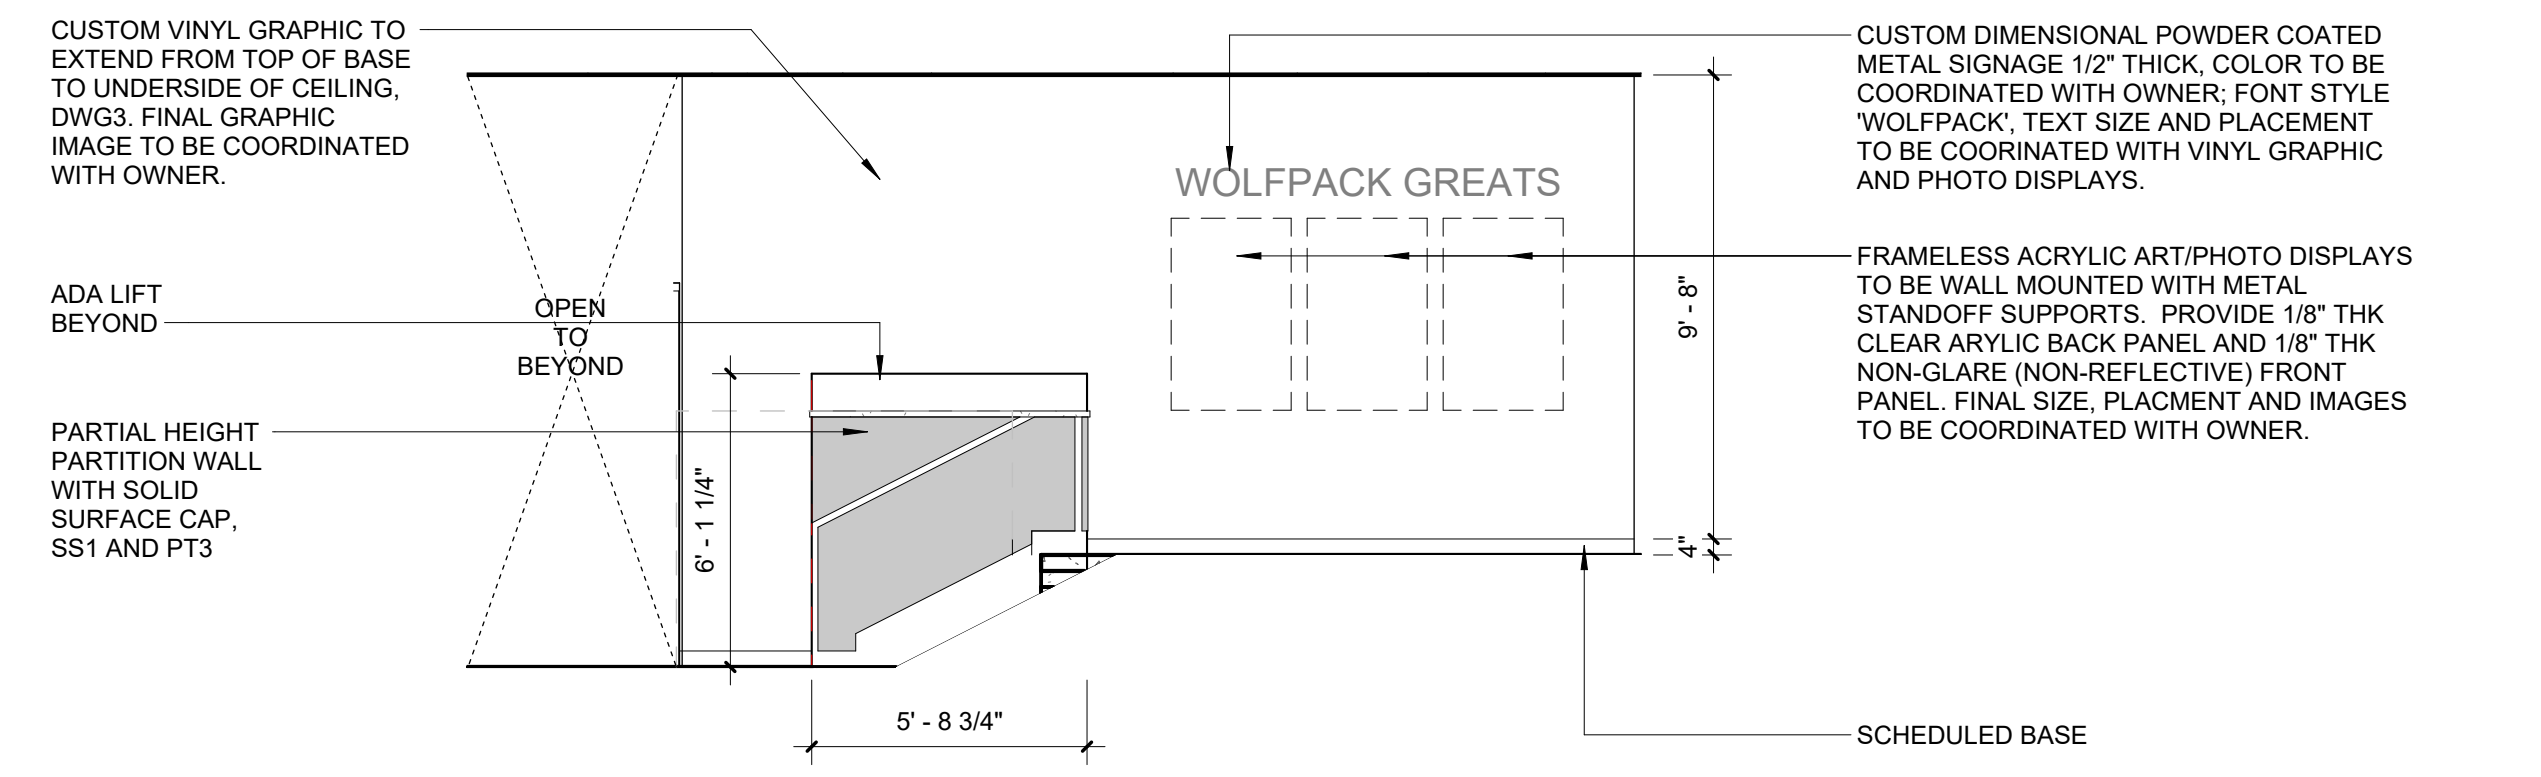 CUSTOM VINYL GRAPHIC TO
EXTEND FROM TOP OF BASE
TO UNDERSIDE OF CEILING,
DWG3. FINAL GRAPHIC
IMAGE TO BE COORDINATED
WITH OWNER.
ADA LIFT
BEYOND
PARTIAL HEIGHT
PARTITION WALL
WITH SOLID
SURFACE CAP,
SS1 AND PT3
OPEN
TO
BEYOND
6' - 1 1/4"
5' - 8 3/4"
WOLFPACK GREATS
9' - 8"
4"
CUSTOM DIMENSIONAL POWDER COATED
METAL SIGNAGE 1/2" THICK, COLOR TO BE
COORDINATED WITH OWNER; FONT STYLE
'WOLFPACK', TEXT SIZE AND PLACEMENT
TO BE COORINATED WITH VINYL GRAPHIC
AND PHOTO DISPLAYS.
FRAMELESS ACRYLIC ART/PHOTO DISPLAYS
TO BE WALL MOUNTED WITH METAL
STANDOFF SUPPORTS.  PROVIDE 1/8" THK
CLEAR ARYLIC BACK PANEL AND 1/8" THK
NON-GLARE (NON-REFLECTIVE) FRONT
PANEL. FINAL SIZE, PLACMENT AND IMAGES
TO BE COORDINATED WITH OWNER.
SCHEDULED BASE